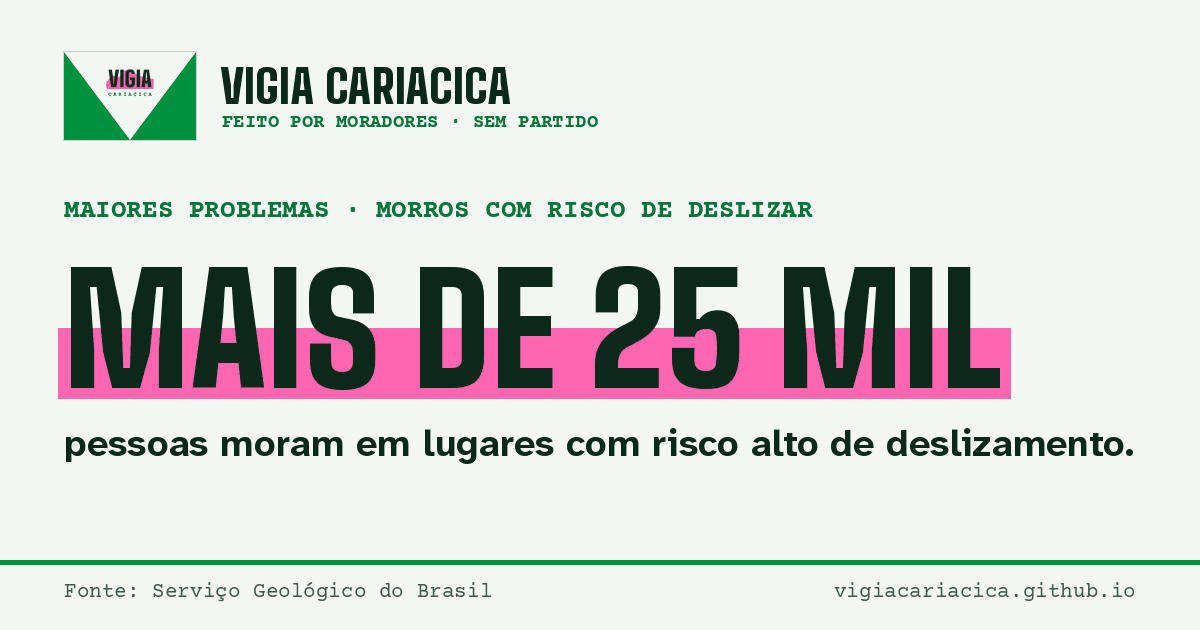 VIGIA
CARIACICA
VIGIA CARIACICA
FEITO POR MORADORES · SEM PARTIDO
MAIORES PROBLEMAS · MORROS COM RISCO DE DESLIZAR
MAIS DE 25 MIL
pessoas moram em lugares com risco alto de deslizamento.
Fonte: Serviço Geológico do Brasil
vigiacariacica.github.io